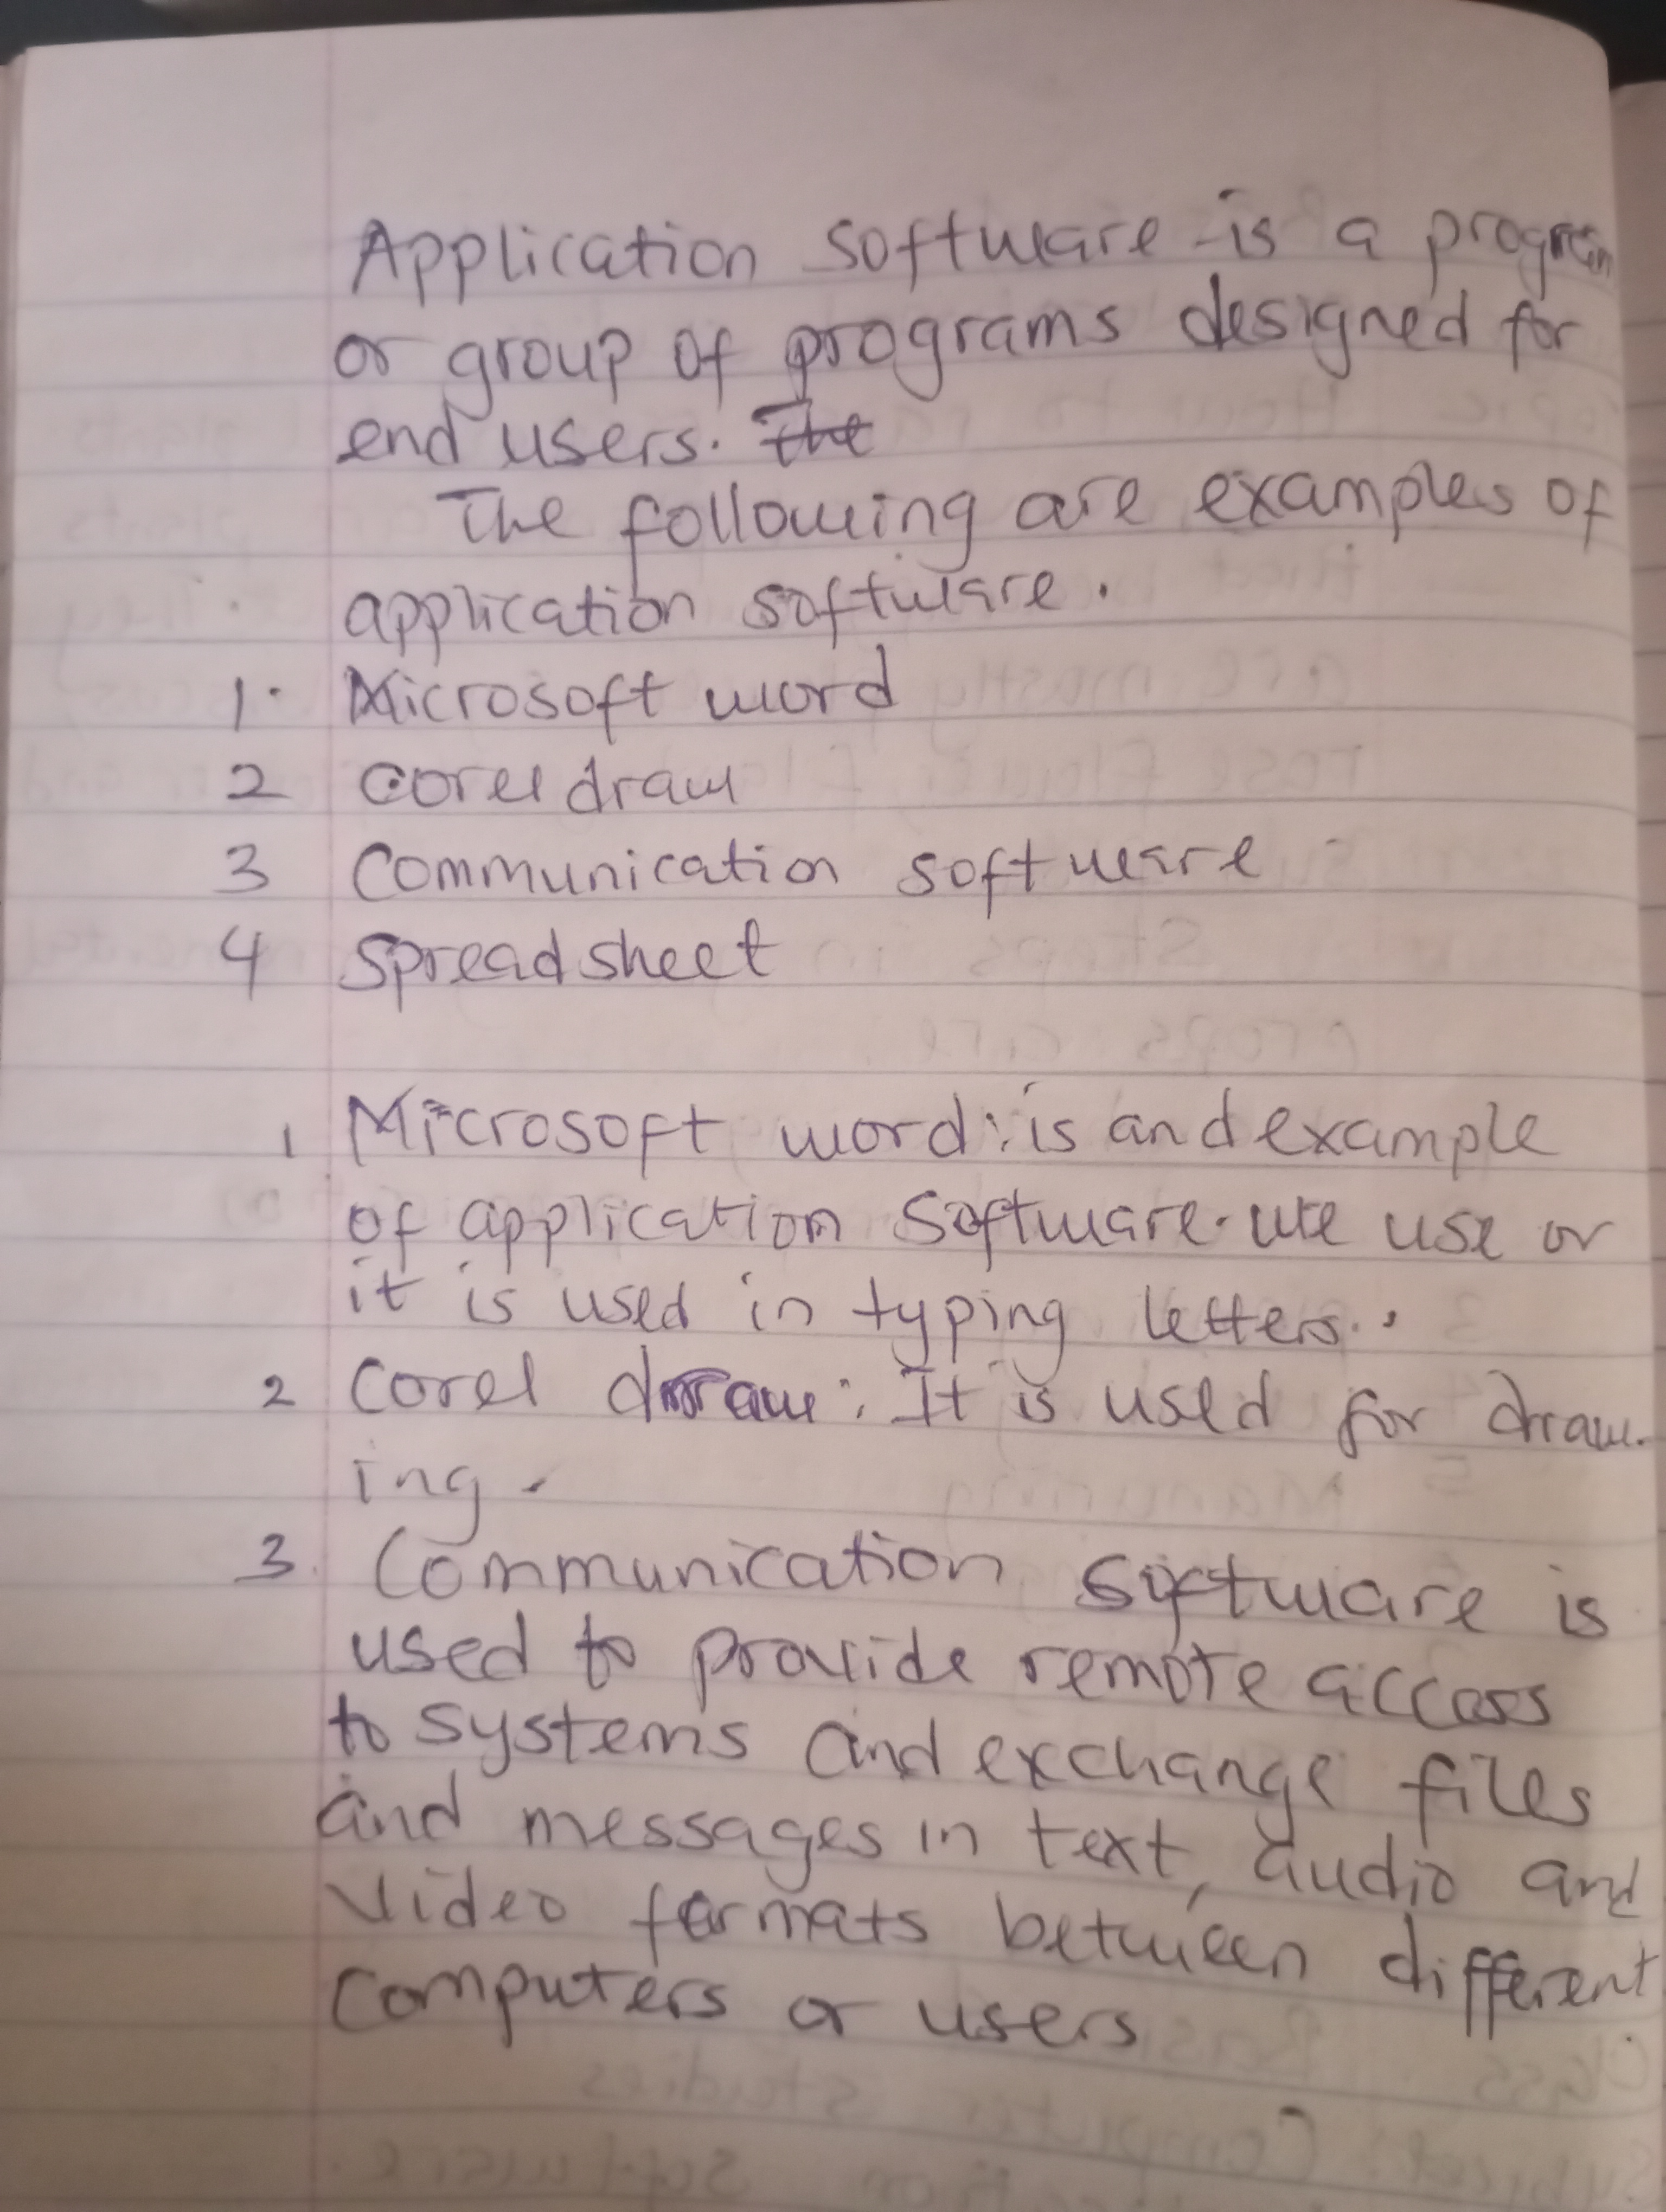 Application software is a program
or group of programs designed for
end users. The
The following are examples of
application software.
1. Microsoft word
2 corel draw
3 Communication software
4 Spreadsheet
1 Microsoft word: is and example
of application software. we use or
it is used in typing letters.
2 Corel draw: It is used for draw-
ing.
3. Communication software is
used to provide remote access
to systems and exchange files
and messages in text, audio and
video formats between different
computers or users